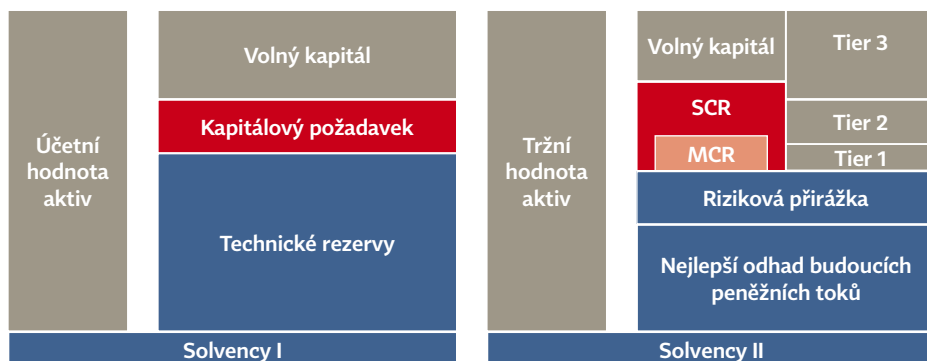 Účetní
hodnota
aktiv
Volný kapitál
Kapitálový požadavek
Technické rezervy
Solvency I
Tržní
hodnota
aktiv
Volný kapitál
SCR
MCR
Tier 3
Tier 2
Tier 1
Riziková přirážka
Nejlepší odhad budoucích
peněžních toků
Solvency II